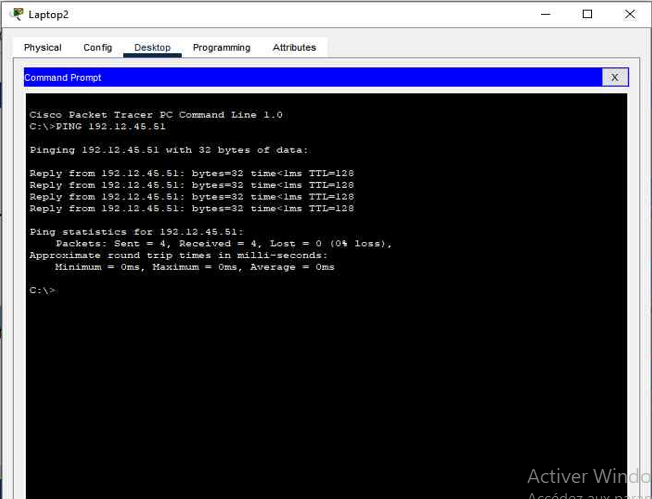 Laptop2
Physical Config Desktop Programming Attributes
Command Prompt X
Cisco Packet Tracer PC Command Line 1.0
C:\>PING 192.12.45.51
Pinging 192.12.45.51 with 32 bytes of data:
Reply from 192.12.45.51: bytes=32 time<1ms TTL=128
Reply from 192.12.45.51: bytes=32 time<1ms TTL=128
Reply from 192.12.45.51: bytes=32 time<1ms TTL=128
Reply from 192.12.45.51: bytes=32 time<1ms TTL=128
Ping statistics for 192.12.45.51:
Packets: Sent = 4, Received = 4, Lost = 0 (0% loss),
Approximate round trip times in milli-seconds:
Minimum = 0ms, Maximum = 0ms, Average = 0ms
C:\>
Activer Windo
Accédez aux param